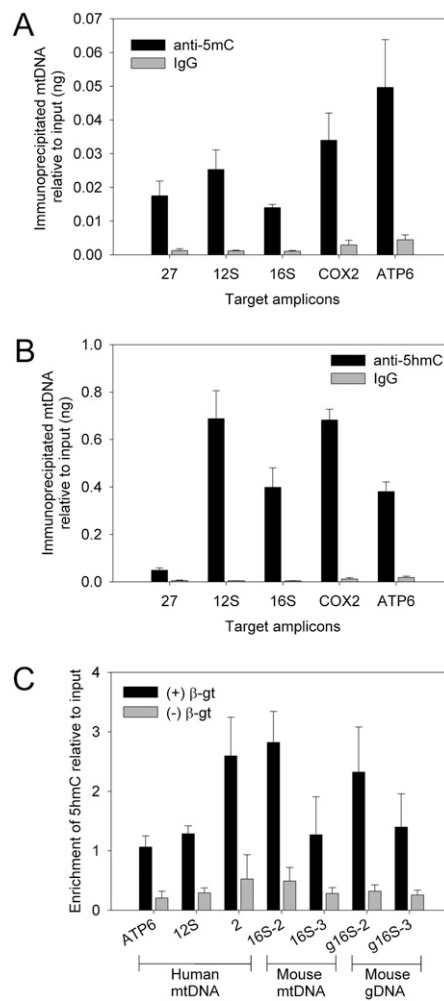 A
0.07
0.06
0.05
0.04
0.03
0.02
0.01
0.00
Immunoprecipitated mtDNA
relative to input (ng)
anti-5mC
IgG
27 12S 16S COX2 ATP6
Target amplicons
B
1.0
0.8
0.6
0.4
0.2
0.0
Immunoprecipitated mtDNA
relative to input (ng)
anti-5hmC
IgG
27 12S 16S COX2 ATP6
Target amplicons
C
4
3
2
1
0
Enrichment of 5hmC relative to input
(+) β-gt
(-) β-gt
ATP6 12S 2 16S-2 16S-3 g16S-2 g16S-3
Human Mouse Mouse
mtDNA mtDNA gDNA